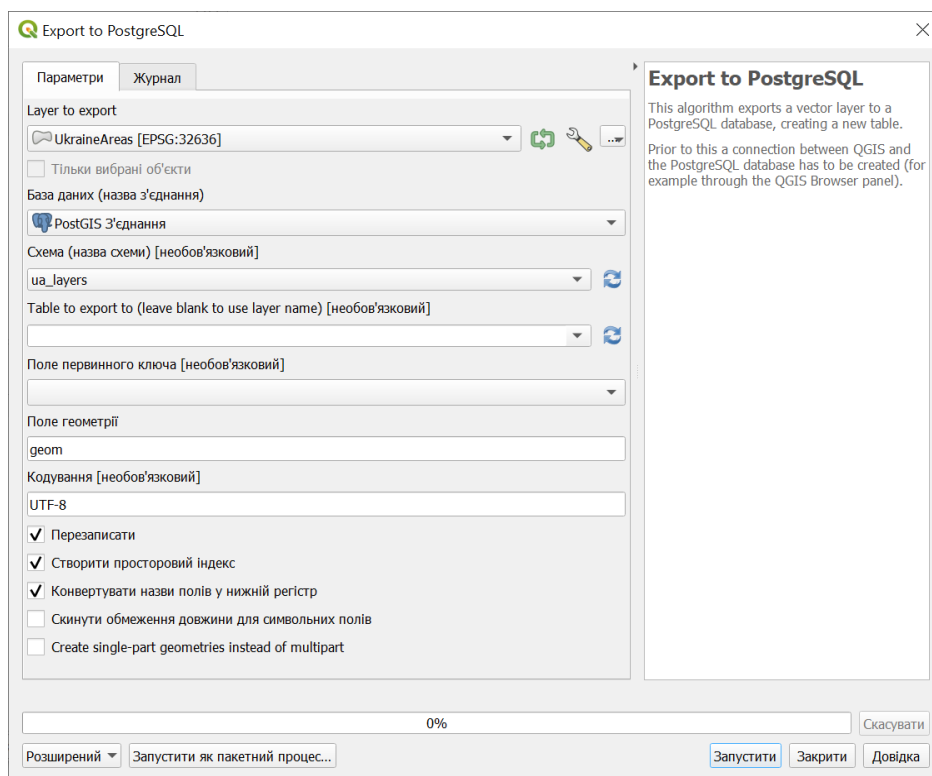 Export to PostgreSQL
Параметри
Журнал
Layer to export
UkraineAreas [EPSG:32636]
...
Тільки вибрані об'єкти
База даних (назва з'єднання)
PostGIS З'єднання
Схема (назва схеми) [необов'язковий]
ua_layers
Table to export to (leave blank to use layer name) [необов'язковий]
Поле первинного ключа [необов'язковий]
Поле геометрії
geom
Кодування [необов'язковий]
UTF-8
Перезаписати
Створити просторовий індекс
Конвертувати назви полів у нижній регістр
Скинути обмеження довжини для символьних полів
Create single-part geometries instead of multipart
Export to PostgreSQL
This algorithm exports a vector layer to a
PostgreSQL database, creating a new table.
Prior to this a connection between QGIS and
the PostgreSQL database has to be created (for
example through the QGIS Browser panel).
0%
Скасувати
Розширений
Запустити як пакетний процес...
Запустити
Закрити
Довідка